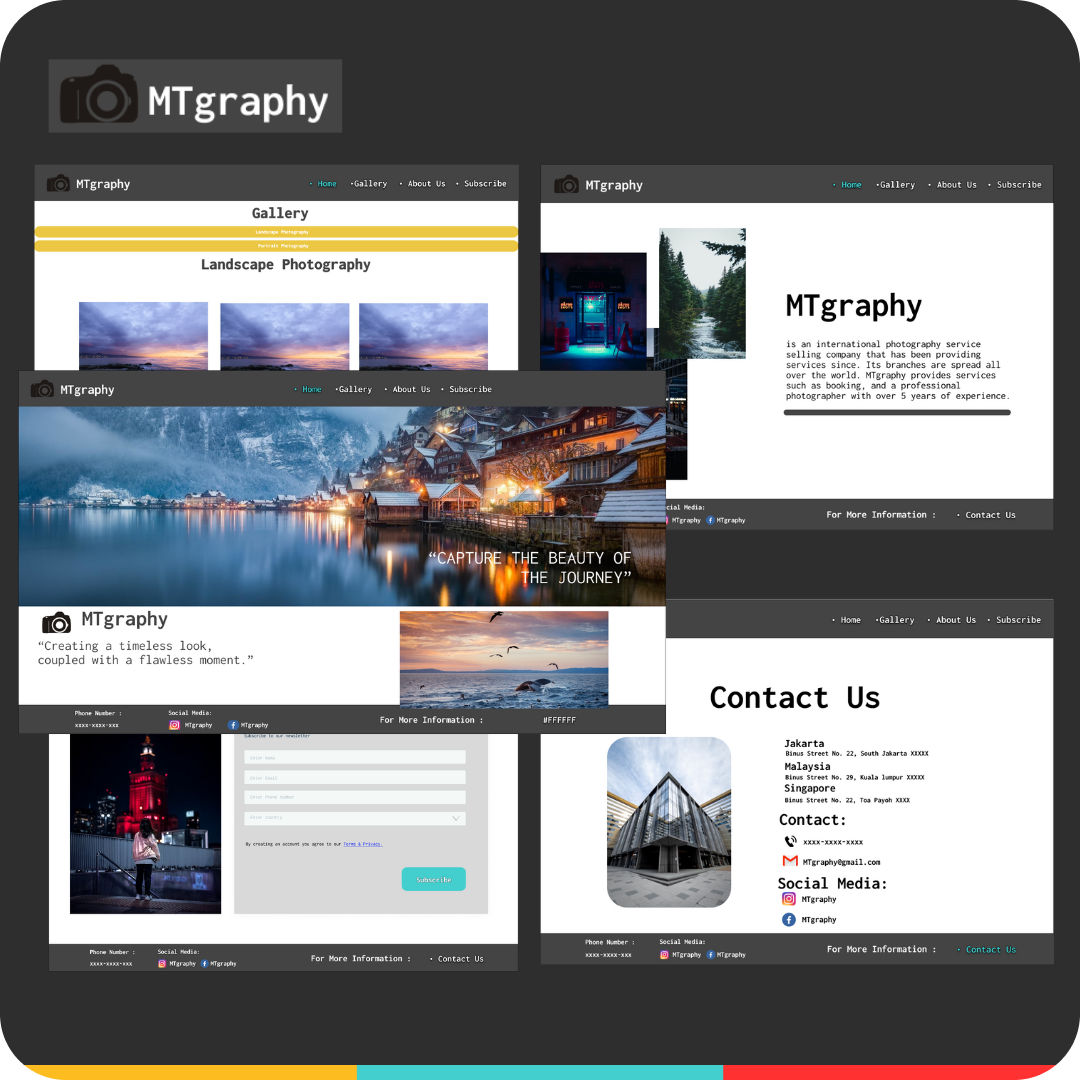 MTgraphy
MTgraphy
• Home •Gallery • About Us • Subscribe
Gallery
Landscape Photography
Portrait Photography
Landscape Photography
MTgraphy
• Home •Gallery • About Us • Subscribe
MTgraphy
is an international photography service
selling company that has been providing
services since. Its branches are spread all
over the world. MTgraphy provides services
such as booking, and a professional
photographer with over 5 years of experience.
cial Media:
MTgraphy MTgraphy
For More Information : • Contact Us
MTgraphy
• Home •Gallery • About Us • Subscribe
“CAPTURE THE BEAUTY OF
THE JOURNEY”
MTgraphy
“Creating a timeless look,
coupled with a flawless moment.”
Phone Number :
xxxx-xxxx-xxx
Social Media:
MTgraphy MTgraphy
For More Information : #FFFFFF
Subscribe to our newsletter
Enter Name
Enter Email
Enter Phone Number
Enter Country
By creating an account you agree to our Terms & Privacy.
Subscribe
Phone Number :
xxxx-xxxx-xxx
Social Media:
MTgraphy MTgraphy
For More Information : • Contact Us
• Home •Gallery • About Us • Subscribe
Contact Us
Jakarta
Binus Street No. 22, South Jakarta XXXXX
Malaysia
Binus Street No. 29, Kuala lumpur XXXXX
Singapore
Binus Street No. 22, Toa Payoh XXXX
Contact:
xxxx-xxxx-xxxx
MTgraphy@gmail.com
Social Media:
MTgraphy
MTgraphy
Phone Number :
xxxx-xxxx-xxx
Social Media:
MTgraphy MTgraphy
For More Information : • Contact Us